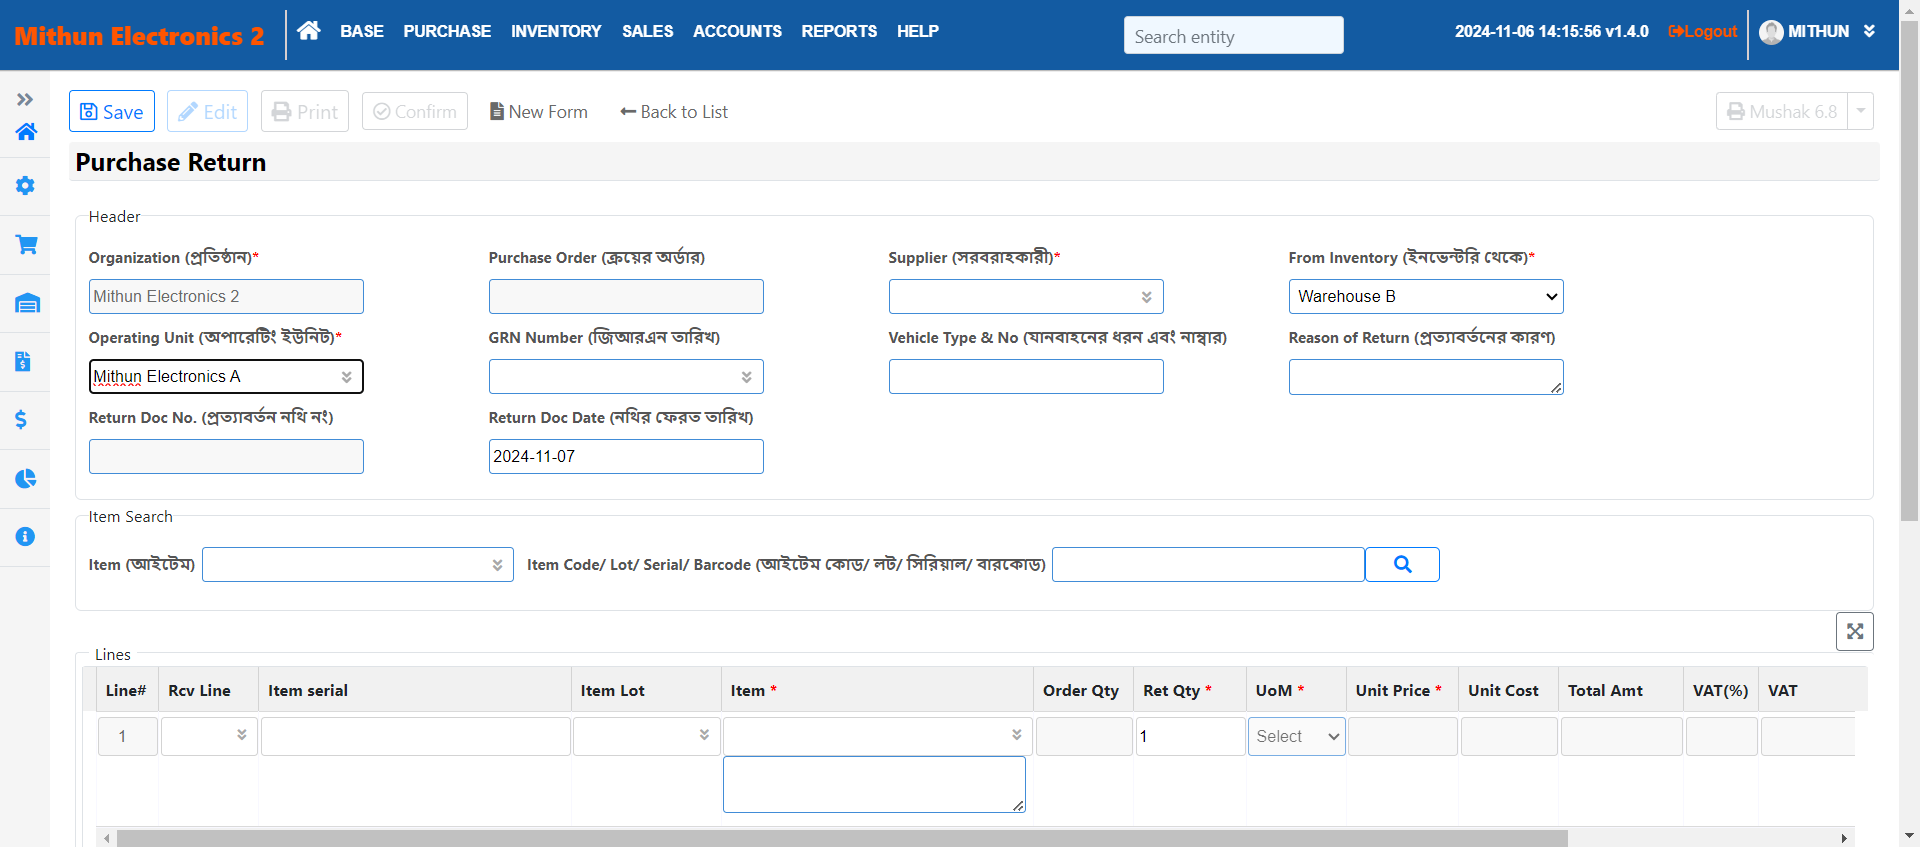 Mithun Electronics 2 BASE PURCHASE INVENTORY SALES ACCOUNTS REPORTS HELP Search entity 2024-11-06 14:15:56 v1.4.0 Logout MITHUN
Save Edit Print Confirm New Form Back to List Mushak 6.8
Purchase Return
Header
Organization (প্রতিষ্ঠান)* Purchase Order (ক্রয়ের অর্ডার) Supplier (সরবরাহকারী)* From Inventory (ইনভেন্টরি থেকে)*
Mithun Electronics 2 Warehouse B
Operating Unit (অপারেটিং ইউনিট)* GRN Number (জিআরএন তারিখ) Vehicle Type & No (যানবাহনের ধরন এবং নাম্বার) Reason of Return (প্রত্যাবর্তনের কারণ)
Mithun Electronics A
Return Doc No. (প্রত্যাবর্তন নথি নং) Return Doc Date (নথির ফেরত তারিখ)
2024-11-07
Item Search
Item (আইটেম) Item Code/ Lot/ Serial/ Barcode (আইটেম কোড/ লট/ সিরিয়াল/ বারকোড)
Lines
Line# Rcv Line Item serial Item Lot Item * Order Qty Ret Qty * UoM * Unit Price * Unit Cost Total Amt VAT(%) VAT
1 1 Select